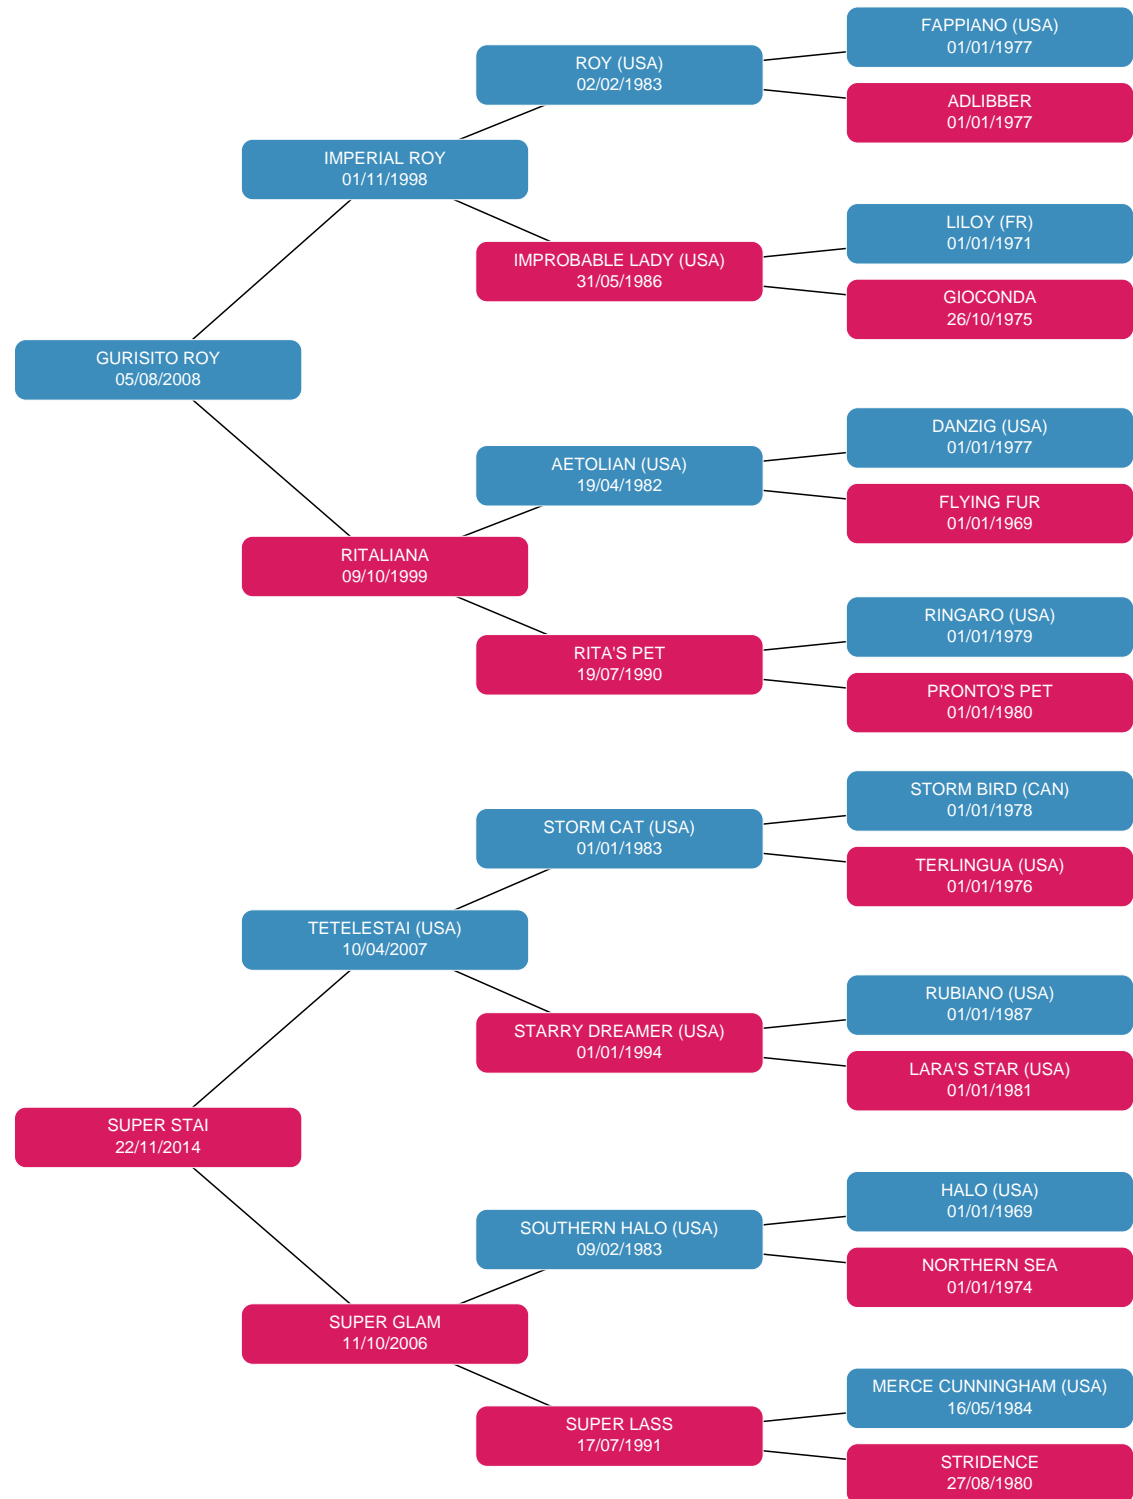 FAPPIANO (USA)
01/01/1977
ROY (USA)
02/02/1983
ADLIBBER
01/01/1977
IMPERIAL ROY
01/11/1998
LILOY (FR)
01/01/1971
IMPROBABLE LADY (USA)
31/05/1986
GIOCONDA
26/10/1975
GURISITO ROY
05/08/2008
DANZIG (USA)
01/01/1977
AETOLIAN (USA)
19/04/1982
FLYING FUR
01/01/1969
RITALIANA
09/10/1999
RINGARO (USA)
01/01/1979
RITA'S PET
19/07/1990
PRONTO'S PET
01/01/1980
STORM BIRD (CAN)
01/01/1978
STORM CAT (USA)
01/01/1983
TERLINGUA (USA)
01/01/1976
TETELESTAI (USA)
10/04/2007
RUBIANO (USA)
01/01/1987
STARRY DREAMER (USA)
01/01/1994
LARA'S STAR (USA)
01/01/1981
SUPER STAI
22/11/2014
HALO (USA)
01/01/1969
SOUTHERN HALO (USA)
09/02/1983
NORTHERN SEA
01/01/1974
SUPER GLAM
11/10/2006
MERCE CUNNINGHAM (USA)
16/05/1984
SUPER LASS
17/07/1991
STRIDENCE
27/08/1980